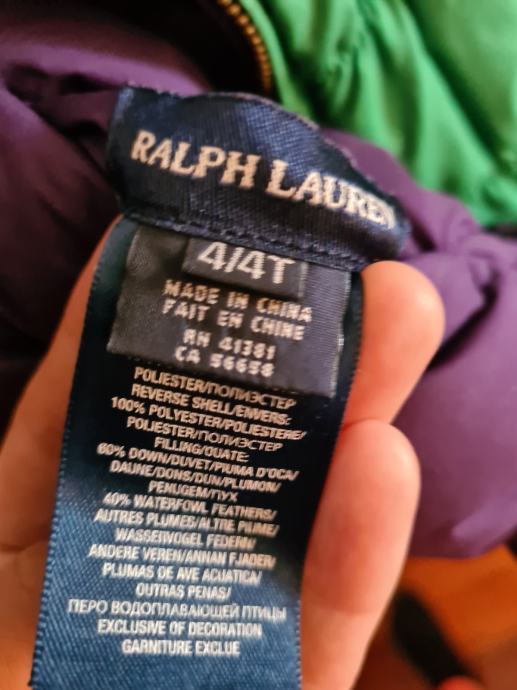 RALPH LAUREN
4/4T
MADE IN CHINA
FAIT EN CHINE
RN 41381
CA 56658
POLIESTER/ПОЛИЭСТЕР
REVERSE SHELL/ENVERS:
100% POLYESTER/POLIESTERE/
POLIESTER/ПОЛИЭСТЕР
FILLING/OUATE:
60% DOWN/DUVET/PIUMA D'OCA/
DAUNE/DONS/DUN/PLUMON/
PENUGEM/ПУХ
40% WATERFOWL FEATHERS/
AUTRES PLUMES/ALTRE PIUME/
WASSERVOGEL FEDERN/
ANDERE VEREN/ANNAN FJADER/
PLUMAS DE AVE ACUATICA/
OUTRAS PENAS/
ПЕРО ВОДОПЛАВАЮЩЕЙ ПТИЦЫ
EXCLUSIVE OF DECORATION
GARNITURE EXCLUE